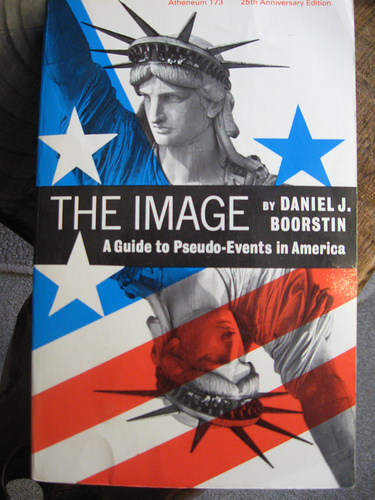 Atheneum 173 25th Anniversary Edition
THE IMAGE BY DANIEL J.
BOORSTIN
A Guide to Pseudo-Events in America